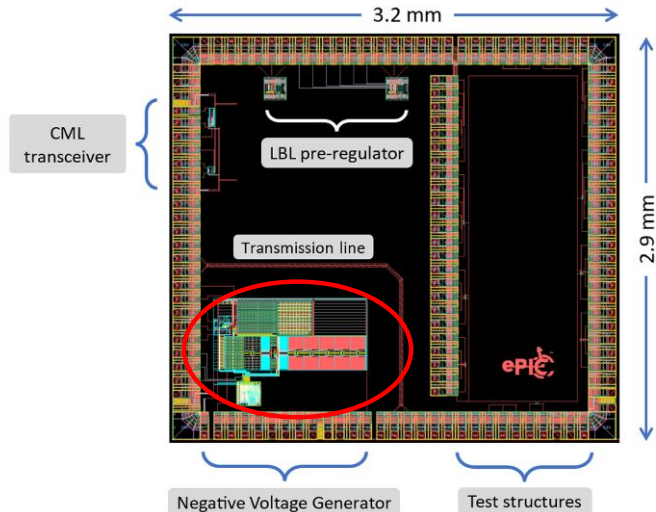 3.2 mm
CML
transceiver
LBL pre-regulator
Transmission line
2.9 mm
ePIC
Negative Voltage Generator
Test structures